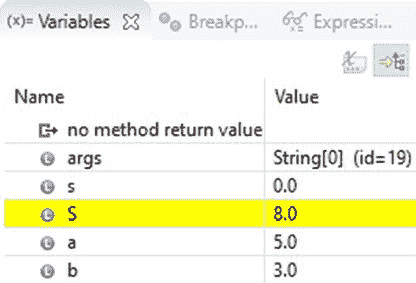 (x)= Variables Breakp... Expressi...
Name Value
no method return value
args String[0] (id=19)
s 0.0
S 8.0
a 5.0
b 3.0